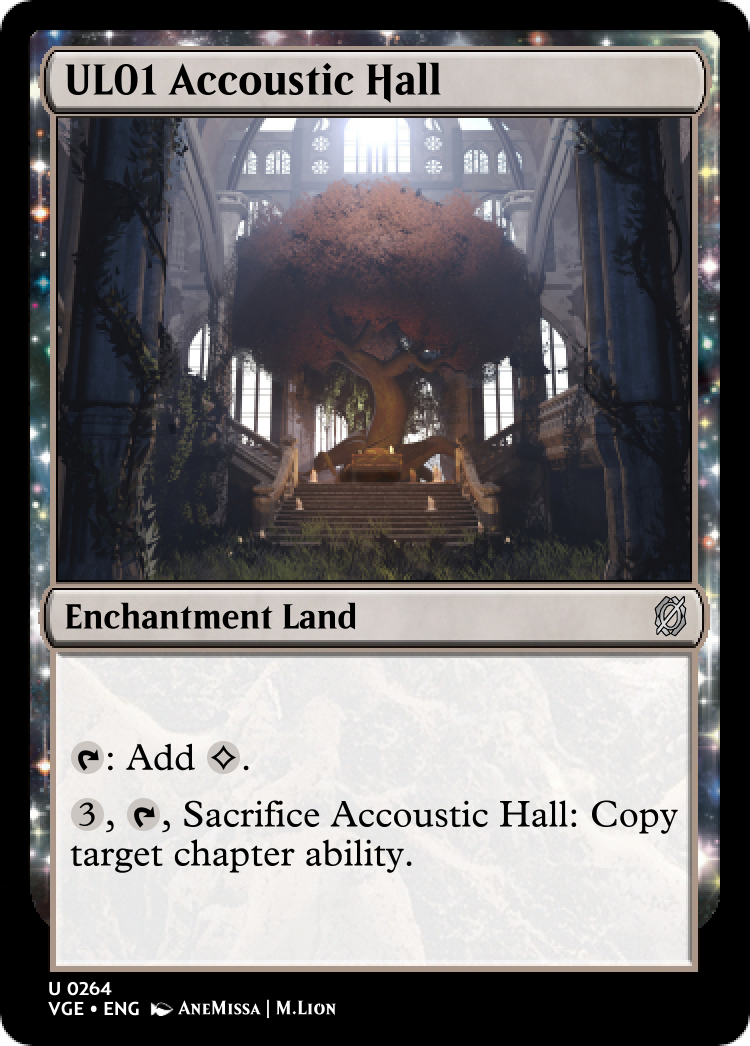 UL01 Accoustic Hall
Enchantment Land
: Add .
3, , Sacrifice Accoustic Hall: Copy
target chapter ability.
U 0264
VGE • ENG AneMissa | M.Lion